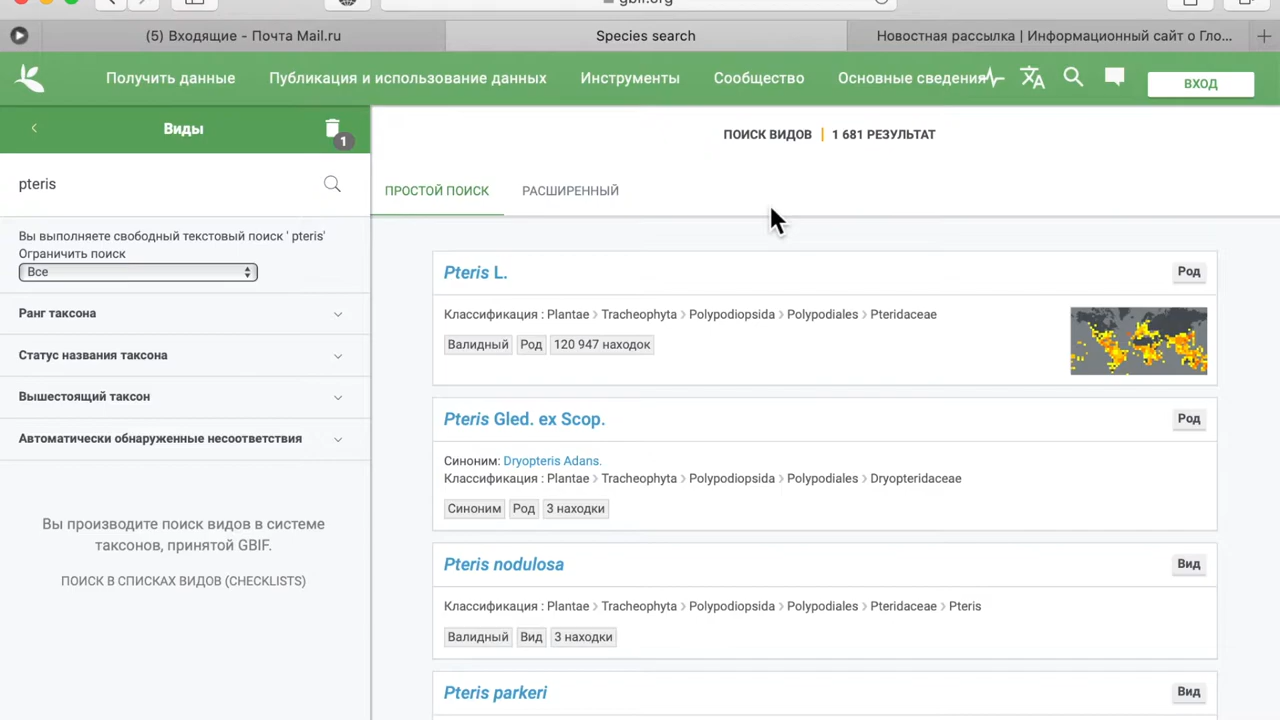 gbif.org
(5) Входящие - Почта Mail.ru
Species search
Новостная рассылка | Информационный сайт о Гло...
Получить данные
Публикация и использование данных
Инструменты
Сообщество
Основные сведения
ВХОД
Виды
1
pteris
Вы выполняете свободный текстовый поиск ' pteris'
Ограничить поиск
Все
Ранг таксона
Статус названия таксона
Вышестоящий таксон
Автоматически обнаруженные несоответствия
Вы производите поиск видов в системе
таксонов, принятой GBIF.
ПОИСК В СПИСКАХ ВИДОВ (CHECKLISTS)
ПОИСК ВИДОВ | 1 681 РЕЗУЛЬТАТ
ПРОСТОЙ ПОИСК
РАСШИРЕННЫЙ
Pteris L.
Род
Классификация : Plantae > Tracheophyta > Polypodiopsida > Polypodiales > Pteridaceae
Валидный Род 120 947 находок
Pteris Gled. ex Scop.
Род
Синоним: Dryopteris Adans.
Классификация : Plantae > Tracheophyta > Polypodiopsida > Polypodiales > Dryopteridaceae
Синоним Род 3 находки
Pteris nodulosa
Вид
Классификация : Plantae > Tracheophyta > Polypodiopsida > Polypodiales > Pteridaceae > Pteris
Валидный Вид 3 находки
Pteris parkeri
Вид